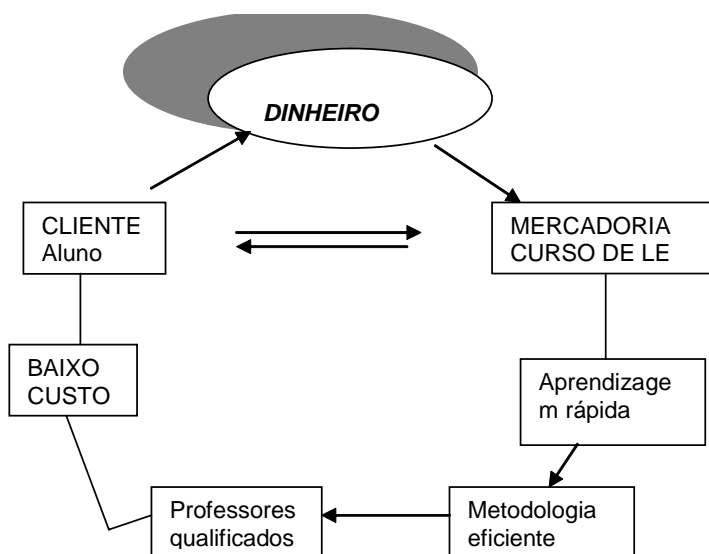 DINHEIRO
CLIENTE
Aluno
MERCADORIA
CURSO DE LE
BAIXO
CUSTO
Aprendizage
m rápida
Professores
qualificados
Metodologia
eficiente